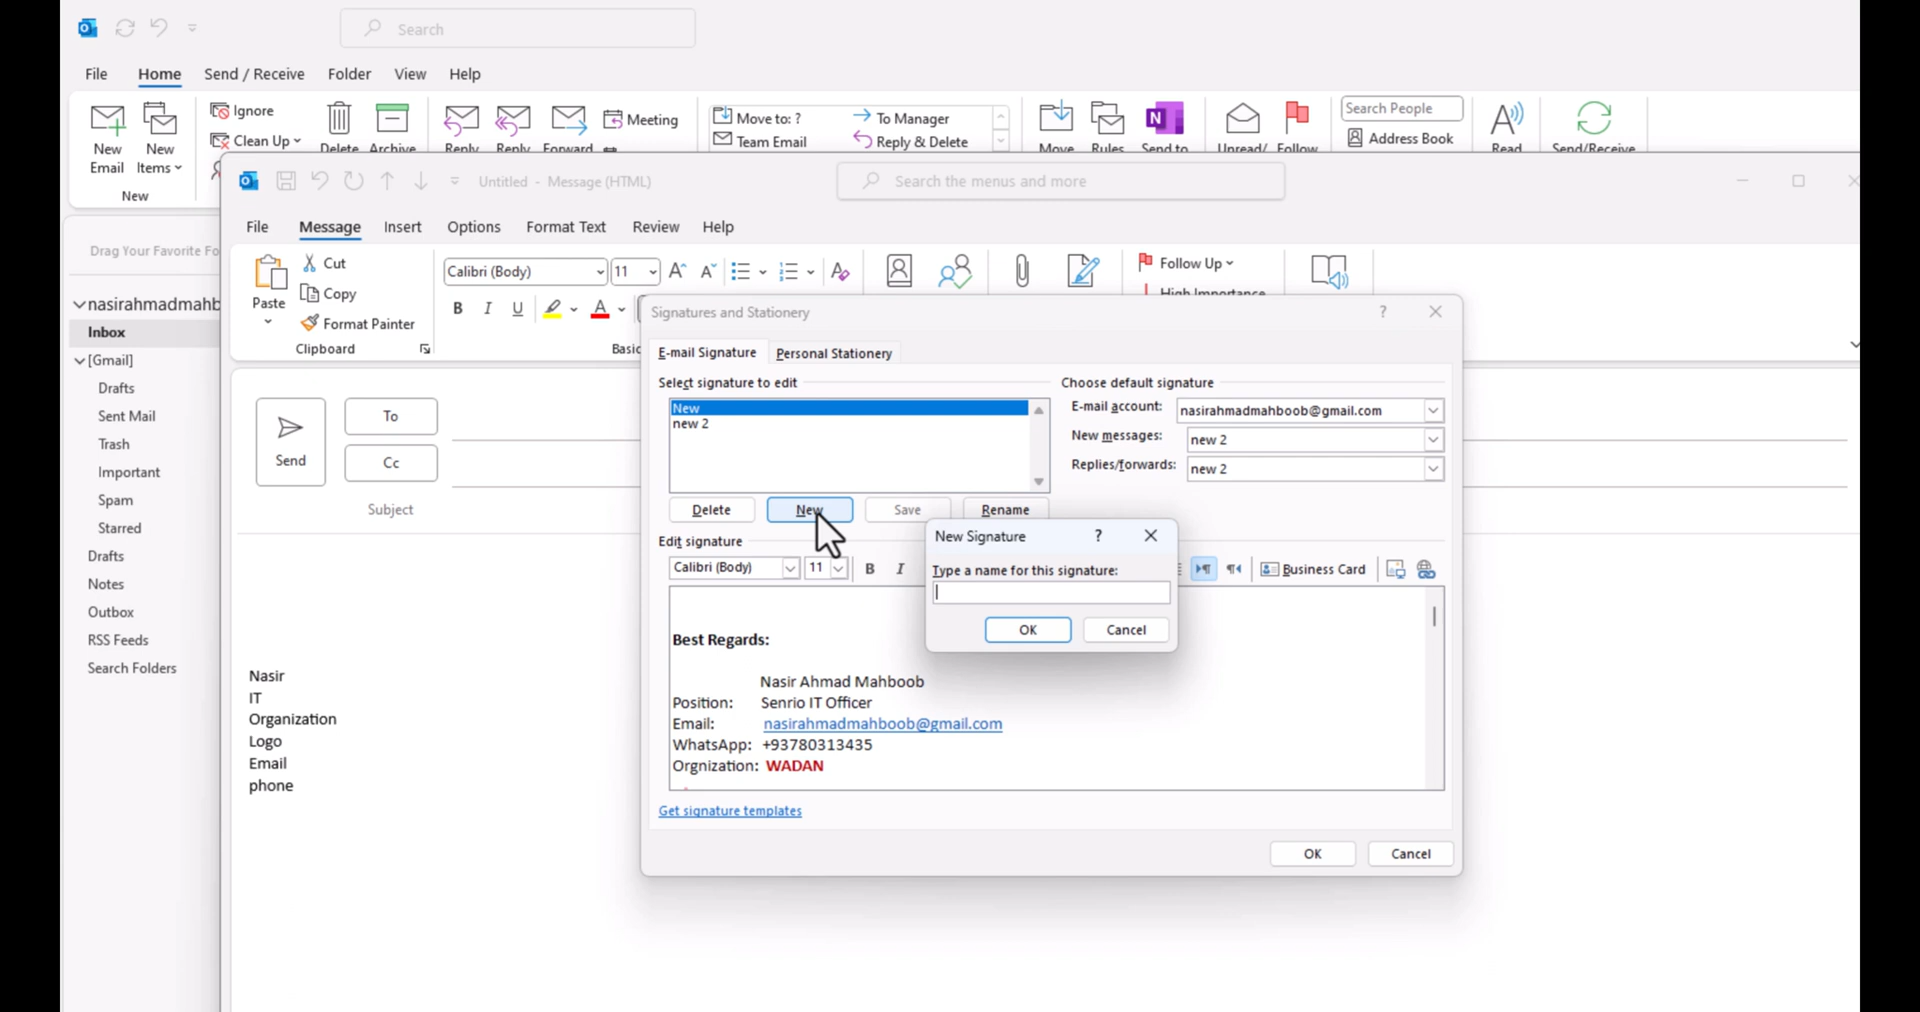 Search
File Home Send / Receive Folder View Help
New Email
New Items
Ignore
Clean Up
Delete Archive
Reply Reply Forward
Meeting
Move to: ? To Manager
Team Email Reply & Delete
Move Rules Send to
Unread/ Follow
Search People
Address Book
Read
Send/Receive
New
Untitled - Message (HTML)
Search the menus and more
File Message Insert Options Format Text Review Help
Drag Your Favorite Fo
nasirahmadmahb
Inbox
[Gmail]
Drafts
Sent Mail
Trash
Important
Spam
Starred
Drafts
Notes
Outbox
RSS Feeds
Search Folders
Paste
Cut
Copy
Format Painter
Clipboard
Calibri (Body) 11
B I U A
Basic
Follow Up
High Importance
Send
To
Cc
Subject
Nasir
IT
Organization
Logo
Email
phone
Signatures and Stationery ?
E-mail Signature Personal Stationery
Select signature to edit
New
new 2
Choose default signature
E-mail account: nasirahmadmahboob@gmail.com
New messages: new 2
Replies/forwards: new 2
Delete New Save Rename
Edit signature
Calibri (Body) 11 B I
Business Card
New Signature ?
Type a name for this signature:
OK Cancel
Best Regards:
Nasir Ahmad Mahboob
Position: Senrio IT Officer
Email: nasirahmadmahboob@gmail.com
WhatsApp: +93780313435
Orgnization: WADAN
Get signature templates
OK Cancel